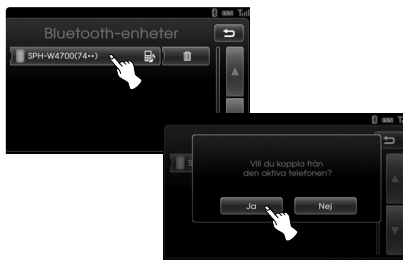 Bluetooth-enheter
SPH-W4700(74••)
S
Vill du koppla från
den aktiva telefonen?
Ja
Nej